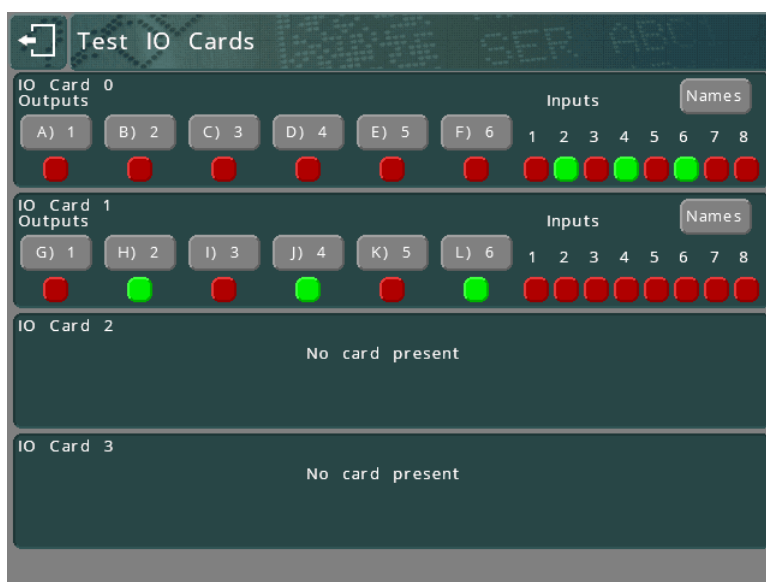 Test IO Cards
IO Card 0
Outputs
Inputs
Names
A) 1 B) 2 C) 3 D) 4 E) 5 F) 6
1 2 3 4 5 6 7 8
IO Card 1
Outputs
Inputs
Names
G) 1 H) 2 I) 3 J) 4 K) 5 L) 6
1 2 3 4 5 6 7 8
IO Card 2
No card present
IO Card 3
No card present